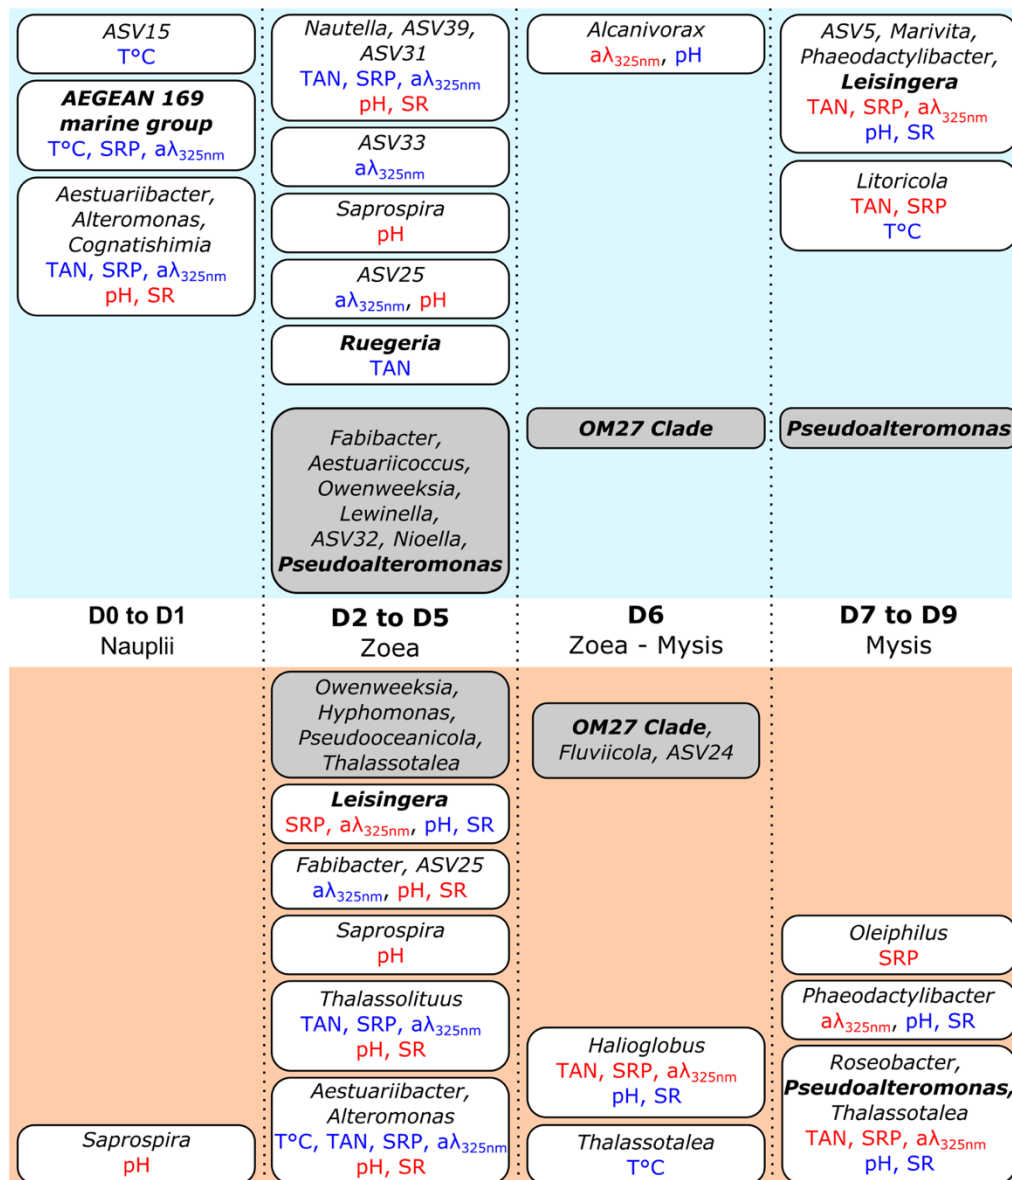 ASV15
T°C
AEGEAN 169
marine group
T°C, SRP, aλ325nm
Aestuariibacter,
Alteromonas,
Cognatishimia
TAN, SRP, aλ325nm
pH, SR
Nautella, ASV39,
ASV31
TAN, SRP, aλ325nm
pH, SR
ASV33
aλ325nm
Saprospira
pH
ASV25
aλ325nm, pH
Ruegeria
TAN
Fabibacter,
Aestuariicoccus,
Owenweeksia,
Lewinella,
ASV32, Nioella,
Pseudoalteromonas
Alcanivorax
aλ325nm, pH
OM27 Clade
ASV5, Marivita,
Phaeodactylibacter,
Leisingera
TAN, SRP, aλ325nm
pH, SR
Litoricola
TAN, SRP
T°C
Pseudoalteromonas
D0 to D1
Nauplii
D2 to D5
Zoea
D6
Zoea - Mysis
D7 to D9
Mysis
Saprospira
pH
Owenweeksia,
Hyphomonas,
Pseudooceanicola,
Thalassotalea
Leisingera
SRP, aλ325nm, pH, SR
Fabibacter, ASV25
aλ325nm, pH, SR
Saprospira
pH
Thalassolituus
TAN, SRP, aλ325nm
pH, SR
Aestuariibacter,
Alteromonas
T°C, TAN, SRP, aλ325nm
pH, SR
OM27 Clade,
Fluviicola, ASV24
Halioglobus
TAN, SRP, aλ325nm
pH, SR
Thalassotalea
T°C
Oleiphilus
SRP
Phaeodactylibacter
aλ325nm, pH, SR
Roseobacter,
Pseudoalteromonas,
Thalassotalea
TAN, SRP, aλ325nm
pH, SR